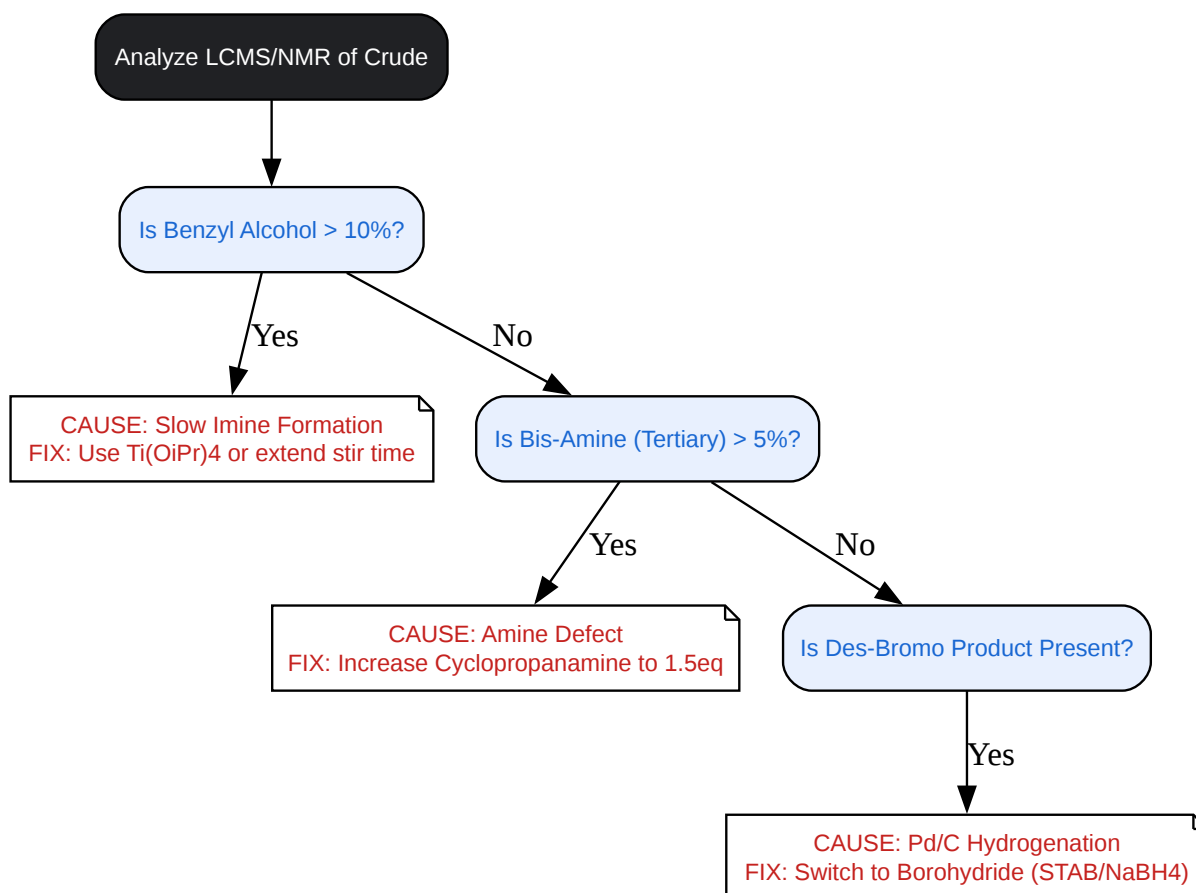 Analyze LCMS/NMR of Crude
Is Benzyl Alcohol > 10%?
Yes
No
CAUSE: Slow Imine Formation
FIX: Use Ti(OiPr)4 or extend stir time
Is Bis-Amine (Tertiary) > 5%?
Yes
No
CAUSE: Amine Defect
FIX: Increase Cyclopropanamine to 1.5eq
Is Des-Bromo Product Present?
Yes
CAUSE: Pd/C Hydrogenation
FIX: Switch to Borohydride (STAB/NaBH4)